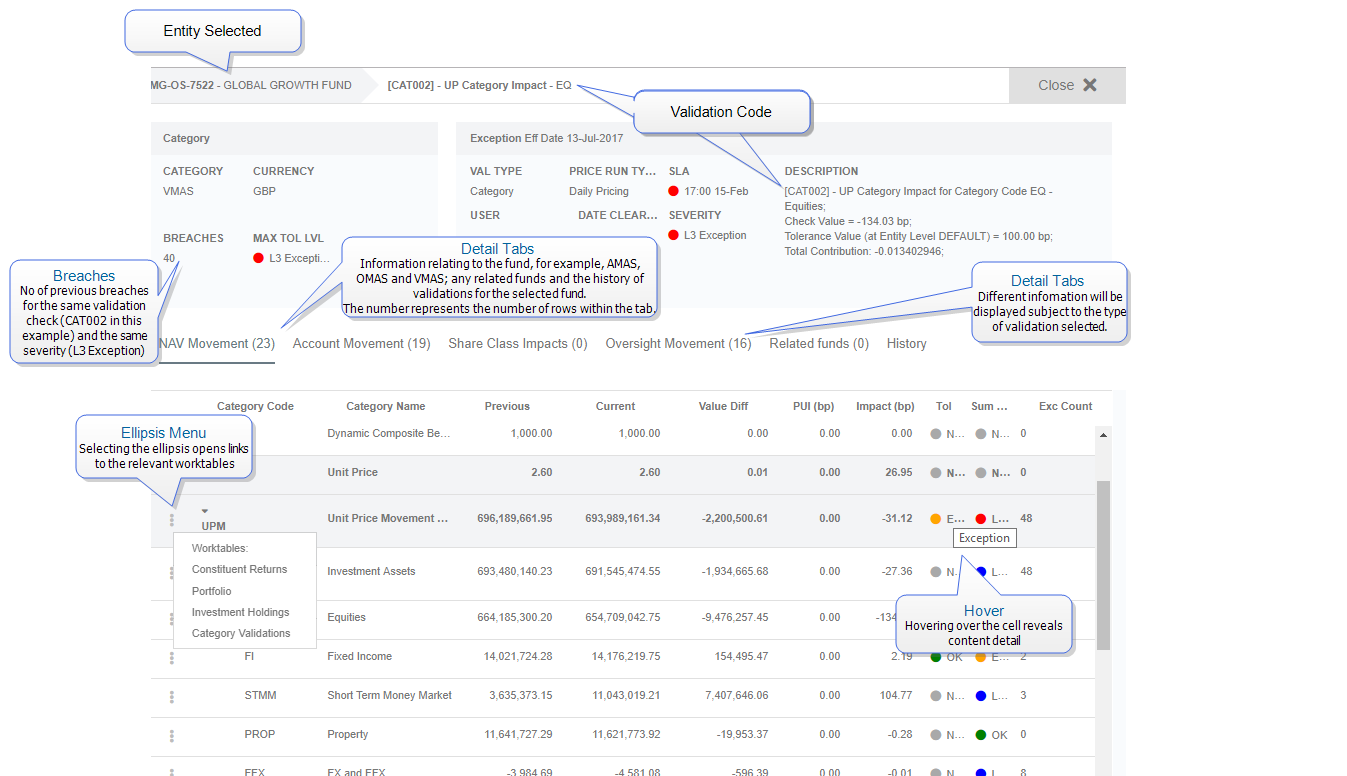 Entity Selected
MG-OS-7522 - GLOBAL GROWTH FUND
[CAT002] - UP Category Impact - EQ
Close
Validation Code
Category
Exception Eff Date 13-Jul-2017
CATEGORY CURRENCY
VMAS GBP
VAL TYPE PRICE RUN TY... SLA DESCRIPTION
Category Daily Pricing 17:00 15-Feb
[CAT002] - UP Category Impact for Category Code EQ -
Equities;
Check Value = -134.03 bp;
Tolerance Value (at Entity Level DEFAULT) = 100.00 bp;
Total Contribution: -0.013402946;
USER DATE CLEAR... SEVERITY
L3 Exception
BREACHES MAX TOL LVL
40 L3 Excepti...
Detail Tabs
Information relating to the fund, for example, AMAS,
OMAS and VMAS; any related funds and the history of
validations for the selected fund.
The number represents the number of rows within the tab.
Breaches
No of previous breaches
for the same validation
check (CAT002 in this
example) and the same
severity (L3 Exception)
Detail Tabs
Different infomation will be
displayed subject to the type
of validation selected.
NAV Movement (23) Account Movement (19) Share Class Impacts (0) Oversight Movement (16) Related funds (0) History
Category Code Category Name Previous Current Value Diff PUI (bp) Impact (bp) Tol Sum ... Exc Count
Dynamic Composite Be... 1,000.00 1,000.00 0.00 0.00 0.00 N... N... 0
Ellipsis Menu
Selecting the ellipsis opens links
to the relevant worktables
Unit Price 2.60 2.60 0.01 0.00 26.95 N... N... 0
UPM Unit Price Movement ... 696,189,661.95 693,989,161.34 -2,200,500.61 0.00 -31.12 E... L... 48
Exception
Worktables:
Constituent Returns
Portfolio
Investment Holdings
Category Validations
Investment Assets 693,480,140.23 691,545,474.55 -1,934,665.68 0.00 -27.36 N... L... 48
Equities 664,185,300.20 654,709,042.75 -9,476,257.45 0.00
Hover
Hovering over the cell reveals
content detail
FI Fixed Income 14,021,724.28 14,176,219.75 154,495.47 0.00 2.19 OK E... 2
STMM Short Term Money Market 3,635,373.15 11,043,019.21 7,407,646.06 0.00 104.77 N... L... 3
PROP Property 11,641,727.29 11,621,773.92 -19,953.37 0.00 -0.28 N... OK 0
FFX FX and FFX -3,984.69 -4,581.08 -596.39 0.00 -0.01 N... L... 8